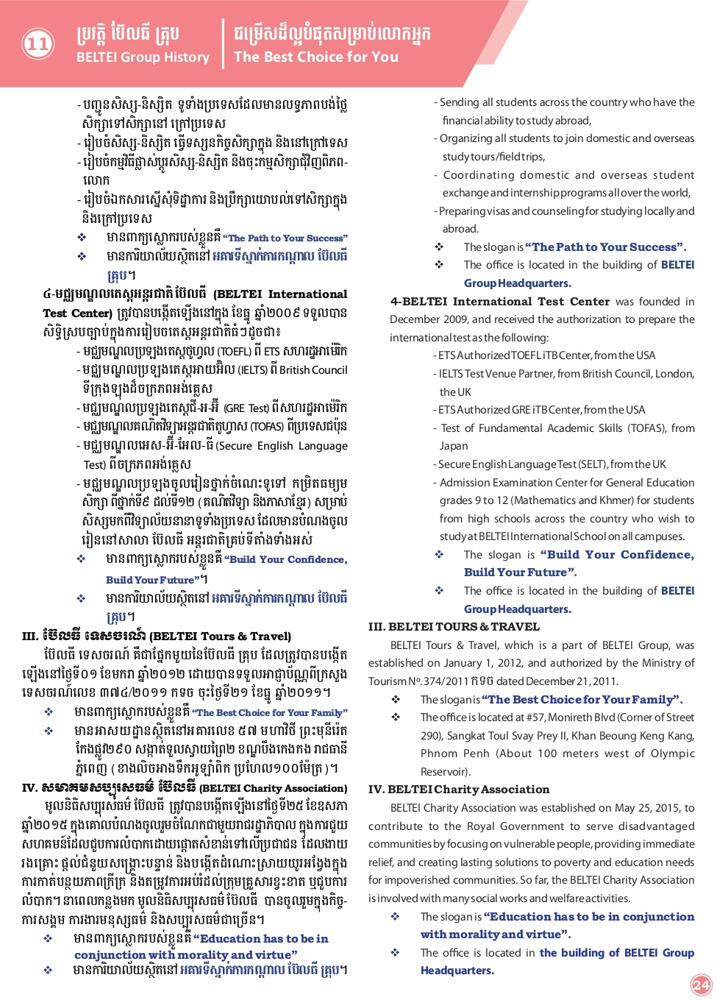 11
ប្រវត្តិ ប៊ែលធី គ្រុប
BELTEI Group History
ជម្រើសដ៏ល្អបំផុតសម្រាប់លោកអ្នក
The Best Choice for You
- បញ្ជូនសិស្ស-និស្សិត ទូទាំងប្រទេសដែលមានលទ្ធភាពបង់ថ្លៃ
សិក្សាទៅសិក្សានៅ ក្រៅប្រទេស
- រៀបចំសិស្ស-និស្សិត ធ្វើទស្សនកិច្ចសិក្សាក្នុង និងនៅក្រៅទេស
- រៀបចំកម្មវិធីផ្លាស់ប្តូរសិស្ស-និស្សិត និងចុះកម្មសិក្សាជុំវិញពិភព-
លោក
- រៀបចំឯកសារស្នើសុំទិដ្ឋាការ និងប្រឹក្សាយោបល់ទៅសិក្សាក្នុង
និងក្រៅប្រទេស
❖ មានពាក្យស្លោករបស់ខ្លួនគឺ “The Path to Your Success”
❖ មានការិយាល័យស្ថិតនៅ អគារទីស្នាក់ការកណ្តាល ប៊ែលធី
គ្រុប។
៤-មជ្ឈមណ្ឌលតេស្តអន្តរជាតិ ប៊ែលធី (BELTEI International
Test Center) ត្រូវបានបង្កើតឡើងនៅក្នុង ខែធ្នូ ឆ្នាំ២០០៩ ទទួលបាន
សិទ្ធិស្របច្បាប់ក្នុងការរៀបចតេស្តអន្តរជាតិធំៗដូចជា៖
- មជ្ឈមណ្ឌលប្រឡងតេស្តថូហ្វល (TOEFL) ពី ETS សហរដ្ឋអាម៉េរិក
- មជ្ឈមណ្ឌលប្រឡងតេស្តអាយអ៊ិល (IELTS) ពី British Council
ទីក្រុងឡុងដ៍ចក្រភពអង់គ្លេស
- មជ្ឈមណ្ឌលប្រឡងតេស្តជី-អ-អ៊ី (GRE Test) ពីសហរដ្ឋអាម៉េរិក
- មជ្ឈមណ្ឌលគណិតវិទ្យាអន្តរជាតិតូហ្វាស (TOFAS) ពីប្រទេសជប៉ុន
- មជ្ឈមណ្ឌលអេស-អ៊ី-អែល-ធី (Secure English Language
Test) ពីចក្រភពអង់គ្លេស
- មជ្ឈមណ្ឌលប្រឡងចូលរៀនថ្នាក់ចំណេះទូទៅ កម្រិតធម្យម
សិក្សា ពីថ្នាក់ទី៩ ដល់ទី១២ (គណិតវិទ្យា និងភាសាខ្មែរ) សម្រាប់
សិស្សមកពីវិទ្យាល័យនានាទូទាំងប្រទេស ដែលមានបំណងចូល
រៀននៅសាលា ប៊ែលធី អន្តរជាតិគ្រប់ទីតាំងទាំងអស់
❖ មានពាក្យស្លោករបស់ខ្លួនគឺ “Build Your Confidence,
Build Your Future”។
❖ មានការិយាល័យស្ថិតនៅ អគារទីស្នាក់ការកណ្តាល ប៊ែលធី
គ្រុប។
III. ប៊ែលធី ទេសចរណ៍ (BELTEI Tours & Travel)
ប៊ែលធី ទេសចរណ៍ គឺជាផ្នែកមួយនៃប៊ែលធី គ្រុប ដែលត្រូវបានបង្កើត
ឡើងនៅថ្ងៃទី០១ ខែមករា ឆ្នាំ២០១២ ដោយបានទទួលអាជ្ញាប័ណ្ណពីក្រសួង
ទេសចរណ៍លេខ ៣៧៤/២០១១ កទច ចុះថ្ងៃទី២១ ខែធ្នូ ឆ្នាំ២០១១។
❖ មានពាក្យស្លោករបស់ខ្លួនគឺ “The Best Choice for Your Family”
❖ មានអាសយដ្ឋានស្ថិតនៅអគារលេខ ៥៧ មហាវិថី ព្រះមុនីរ៉េត
កែងផ្លូវ២៩០ សង្កាត់ទួលស្វាយព្រៃ២ ខណ្ឌបឹងកេងកង រាជធានី
ភ្នំពេញ (ខាងលិចអាងទឹកអូឡាំពិក ប្រហែល១០០ម៉ែត្រ)។
IV. សមាគមសប្បុរសធម៌ ប៊ែលធី (BELTEI Charity Association)
មូលនិធិសប្បុរសធម៌ ប៊ែលធី ត្រូវបានបង្កើតឡើងនៅថ្ងៃទី២៥ ខែឧសភា
ឆ្នាំ២០១៥ ក្នុងគោលបំណងចូលរួមចំណែកជាមួយរាជរដ្ឋាភិបាល ក្នុងការជួយ
សហគមន៍ដែលជួបការលំបាកដោយផ្តោតសំខាន់ទៅលើប្រជាជន ដែលងាយ
រងគ្រោះ ផ្តល់ជំនួយសង្គ្រោះបន្ទាន់ និងបង្កើតដំណោះស្រាយយូរអង្វែងក្នុង
ការកាត់បន្ថយភាពក្រីក្រ និងតម្រូវការអប់រំដល់ក្រុមគ្រួសារខ្វះខាត ឬជួបការ
លំបាក។ នាពេលកន្លងមក មូលនិធិសប្បុរសធម៌ ប៊ែលធី បានចូលរួមក្នុងកិច្ច-
ការសង្គម ការងារមនុស្សធម៌ និងសប្បុរសធម៌ជាច្រើន។
❖ មានពាក្យស្លោករបស់ខ្លួនគឺ “Education has to be in
conjunction with morality and virtue”
❖ មានការិយាល័យស្ថិតនៅ អគារទីស្នាក់ការកណ្តាល ប៊ែលធី គ្រុប។
- Sending all students across the country who have the
financial ability to study abroad,
- Organizing all students to join domestic and overseas
study tours/field trips,
- Coordinating domestic and overseas student
exchange and internship programs all over the world,
- Preparing visas and counseling for studying locally and
abroad.
❖ The slogan is “The Path to Your Success”.
❖ The office is located in the building of BELTEI
Group Headquarters.
4-BELTEI International Test Center was founded in
December 2009, and received the authorization to prepare the
international test as the following:
- ETS Authorized TOEFL iTB Center, from the USA
- IELTS Test Venue Partner, from British Council, London,
the UK
- ETS Authorized GRE iTB Center, from the USA
- Test of Fundamental Academic Skills (TOFAS), from
Japan
- Secure English Language Test (SELT), from the UK
- Admission Examination Center for General Education
grades 9 to 12 (Mathematics and Khmer) for students
from high schools across the country who wish to
study at BELTEI International School on all campuses.
❖ The slogan is “Build Your Confidence,
Build Your Future”.
❖ The office is located in the building of BELTEI
Group Headquarters.
III. BELTEI TOURS & TRAVEL
BELTEI Tours & Travel, which is a part of BELTEI Group, was
established on January 1, 2012, and authorized by the Ministry of
Tourism Nº. 374/2011 កទច dated December 21, 2011.
❖ The slogan is “The Best Choice for Your Family”.
❖ The office is located at #57, Monireth Blvd (Corner of Street
290), Sangkat Toul Svay Prey II, Khan Beoung Keng Kang,
Phnom Penh (About 100 meters west of Olympic
Reservoir).
IV. BELTEI Charity Association
BELTEI Charity Association was established on May 25, 2015, to
contribute to the Royal Government to serve disadvantaged
communities by focusing on vulnerable people, providing immediate
relief, and creating lasting solutions to poverty and education needs
for impoverished communities. So far, the BELTEI Charity Association
is involved with many social works and welfare activities.
❖ The slogan is “Education has to be in conjunction
with morality and virtue”.
❖ The office is located in the building of BELTEI Group
Headquarters.
24